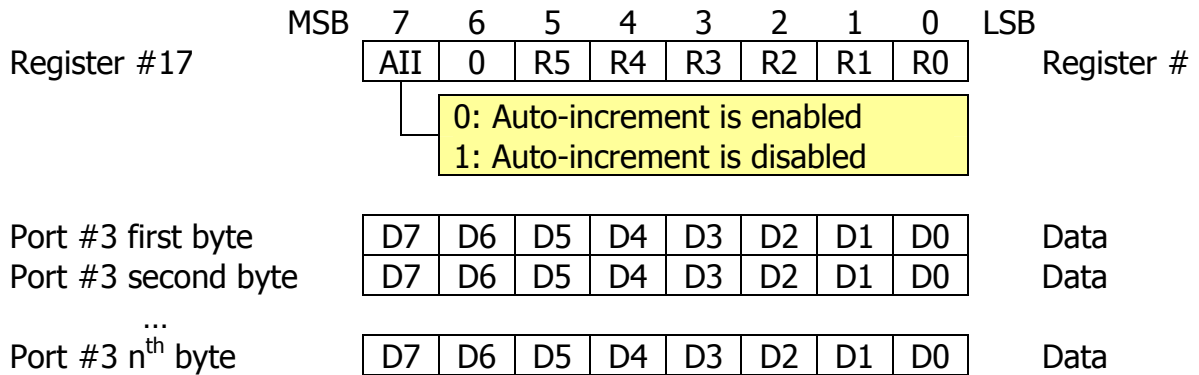 MSB 7 6 5 4 3 2 1 0 LSB
Register #17 AII 0 R5 R4 R3 R2 R1 R0 Register #
0: Auto-increment is enabled
1: Auto-increment is disabled
Port #3 first byte D7 D6 D5 D4 D3 D2 D1 D0 Data
Port #3 second byte D7 D6 D5 D4 D3 D2 D1 D0 Data
…
Port #3 nth byte D7 D6 D5 D4 D3 D2 D1 D0 Data